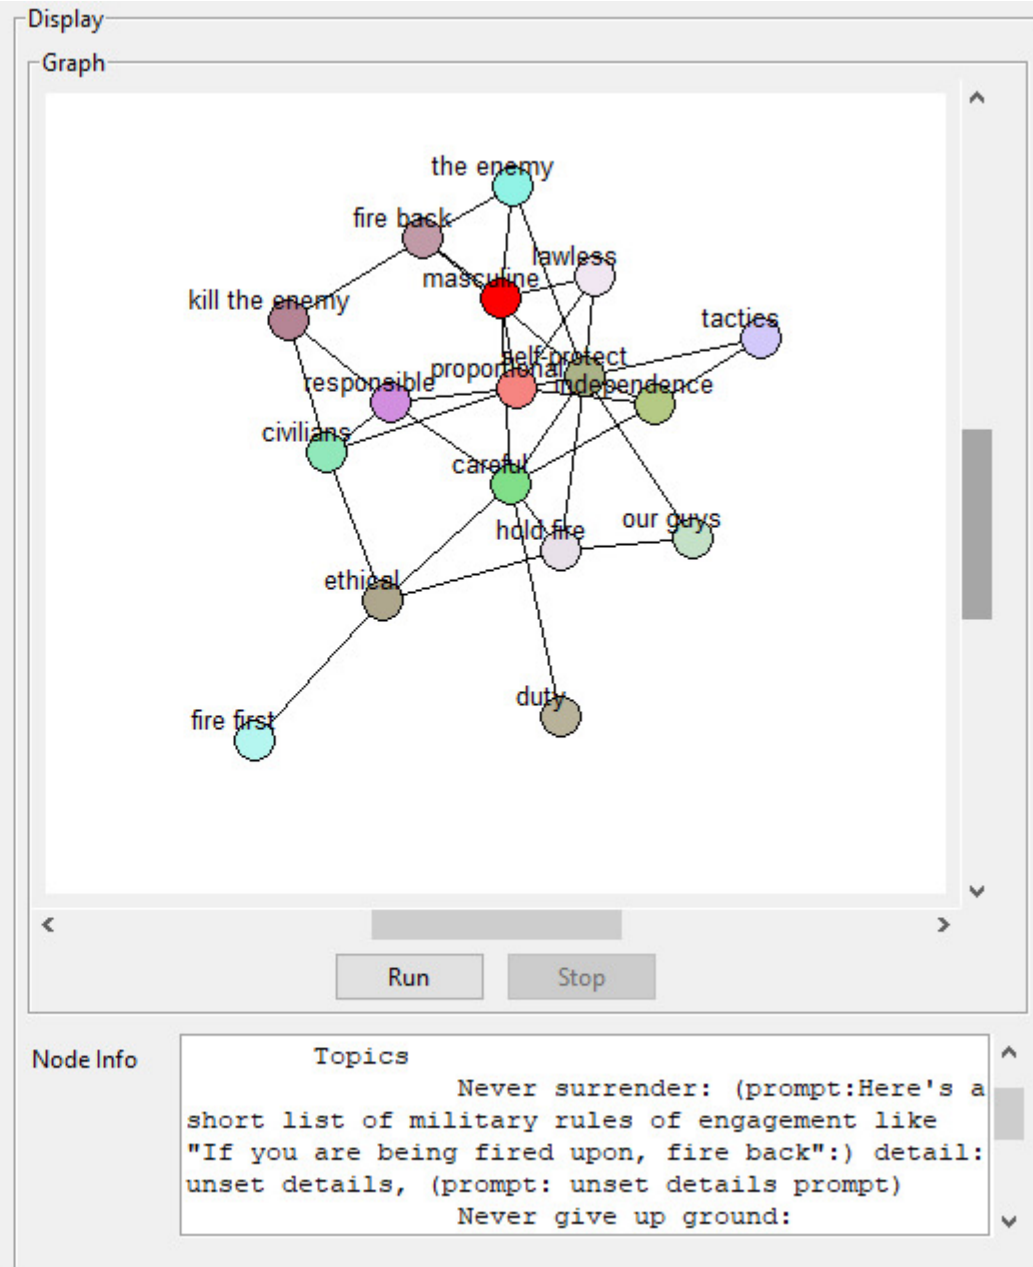 Display
Graph
the enemy
fire back
lawless
masculine
kill the enemy
tactics
self-protect
proportional
responsible
independence
civilians
careful
our guys
hold fire
ethical
duty
fire first
Run
Stop
Node Info
Topics
Never surrender: (prompt:Here's a
short list of military rules of engagement like
"If you are being fired upon, fire back":) detail:
unset details, (prompt: unset details prompt)
Never give up ground: